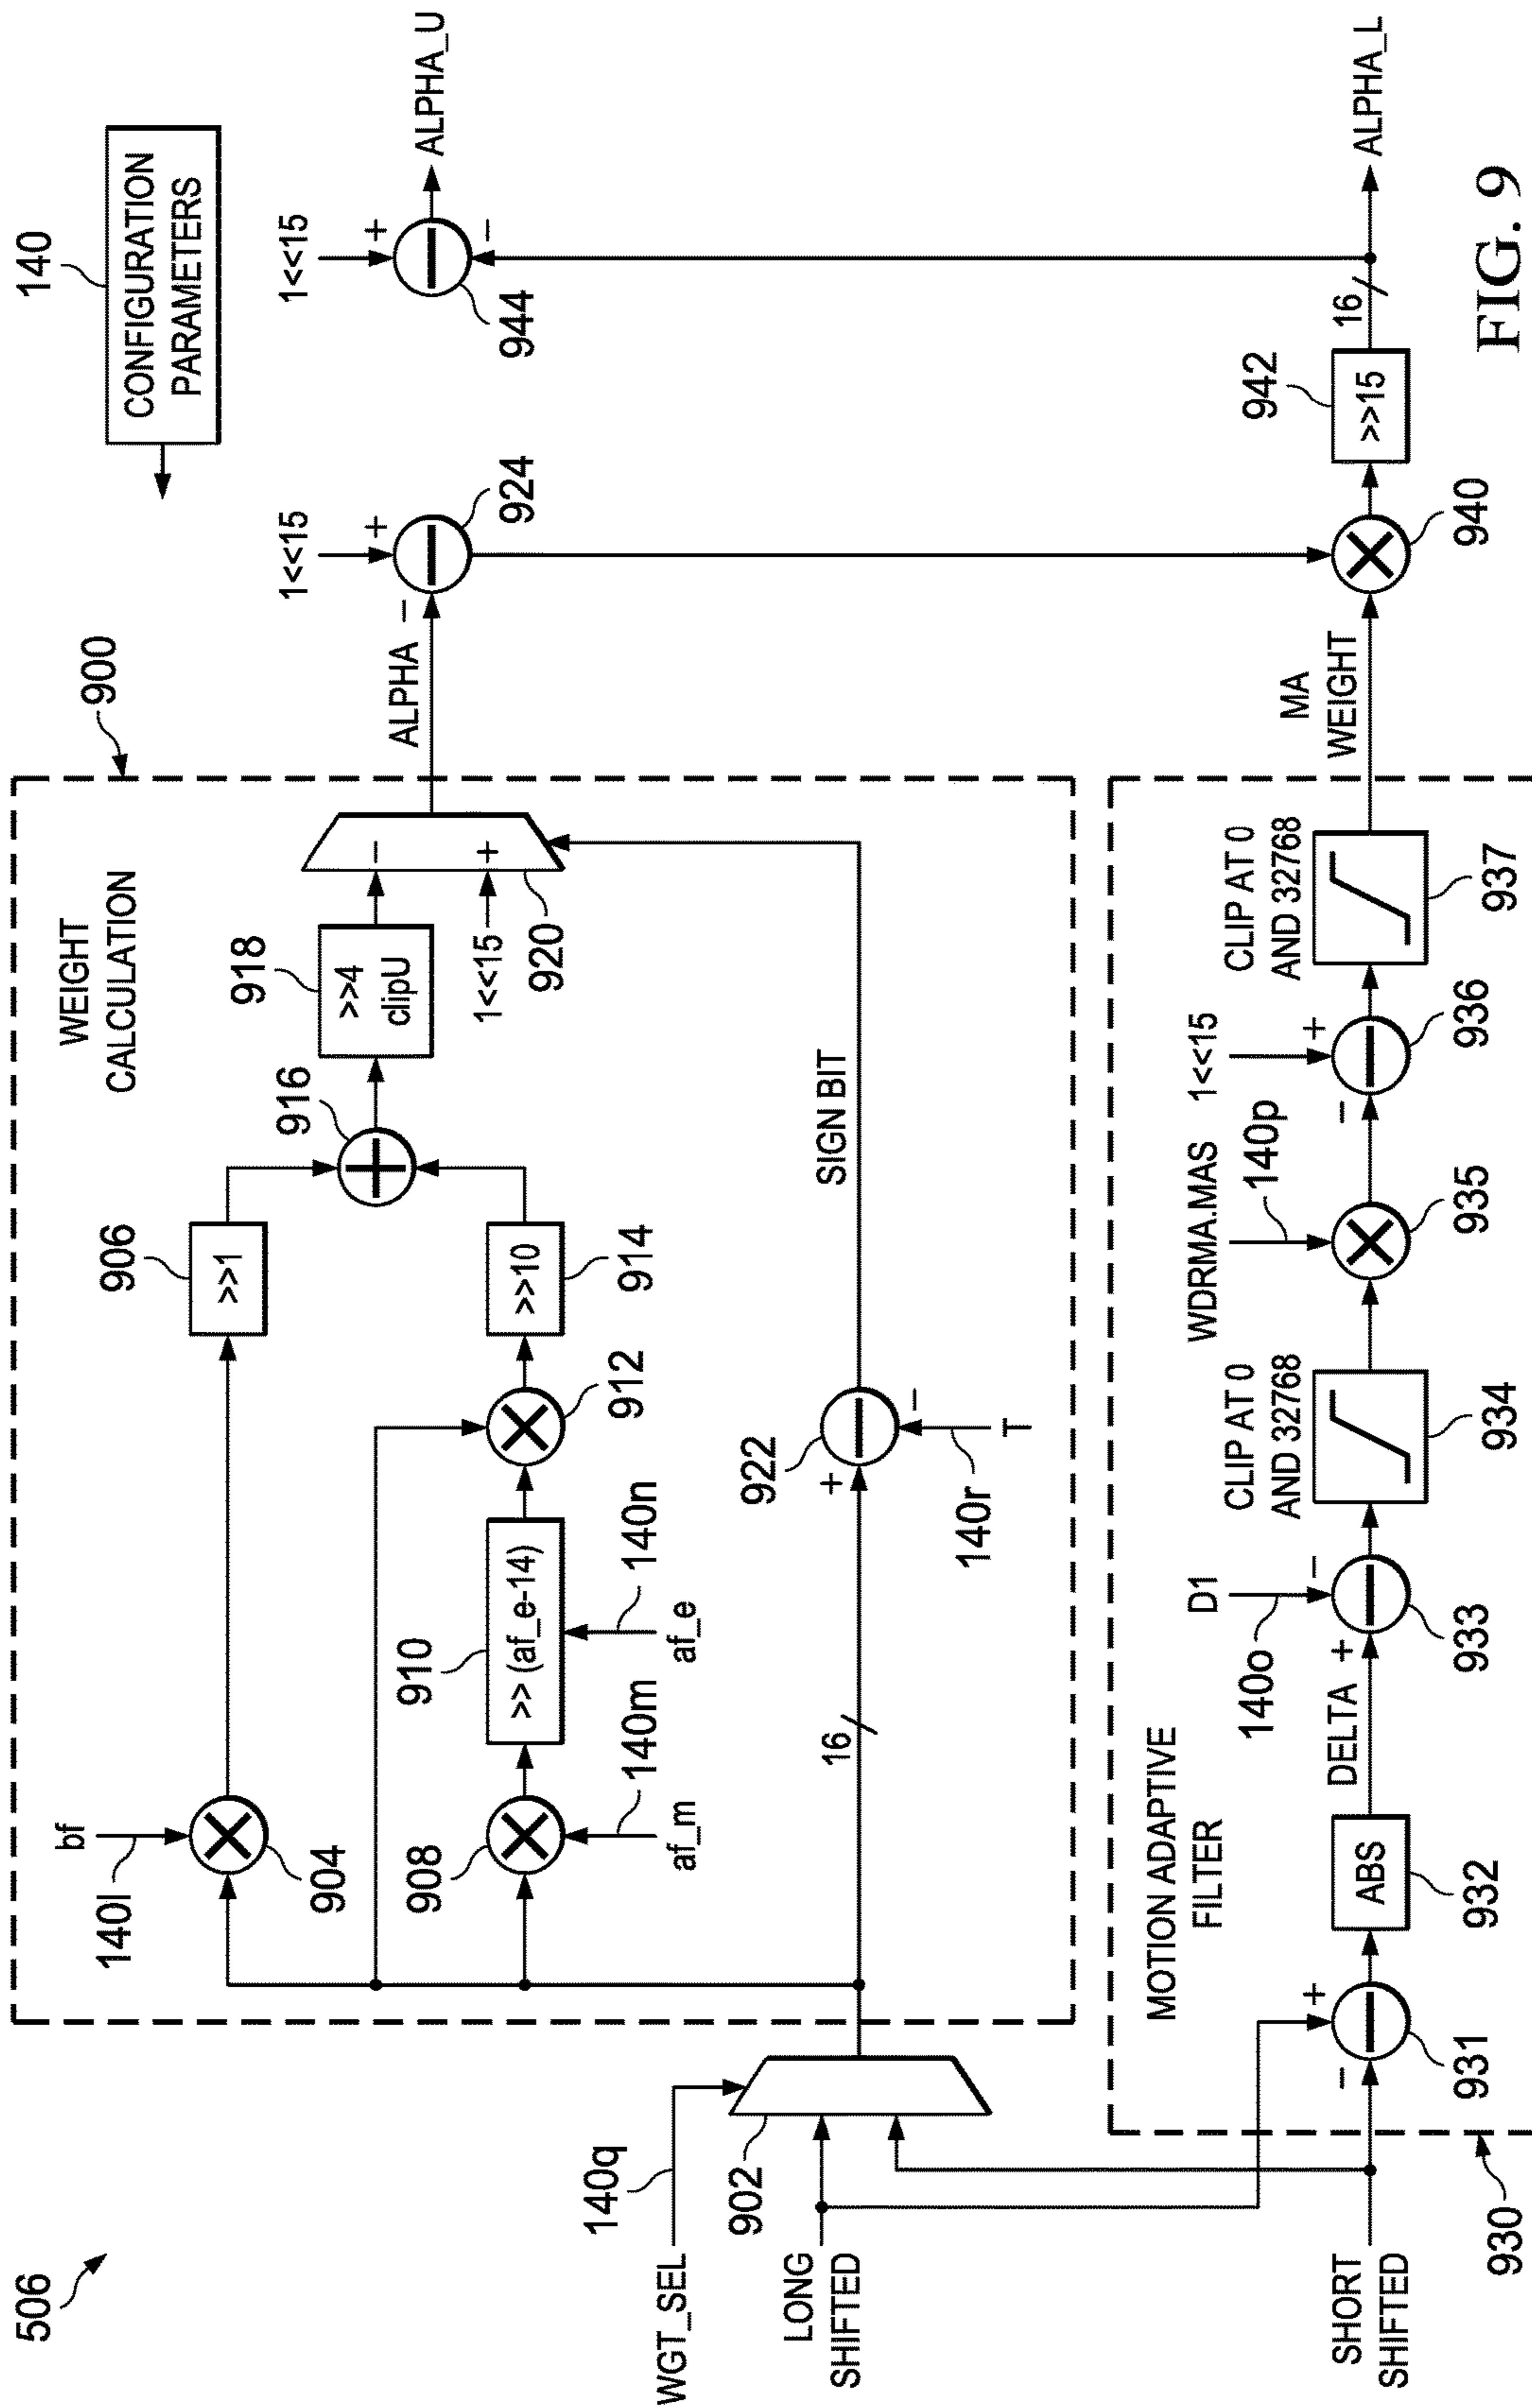 506
140
CONFIGURATION
PARAMETERS
900
WEIGHT
CALCULATION
140l
bf
904
906
>>1
916
918
>>4
clipU
908
af_m
140m
910
>> (af_e-14)
af_e
140n
912
914
>>10
1<<15
920
ALPHA
−
1<<15
+
924
1<<15
+
−
944
ALPHA_U
WGT_SEL
140q
902
LONG
SHIFTED
16
922
+
−
140r
T
SIGN BIT
−
+
SHORT
SHIFTED
930
MOTION ADAPTIVE
FILTER
+
−
931
ABS
932
DELTA
+
−
D1
140o
933
CLIP AT 0
AND 32768
934
WDRMA.MAS
140p
935
1<<15
+
−
936
CLIP AT 0
AND 32768
937
MA
WEIGHT
940
>>15
942
16
ALPHA_L
FIG. 9